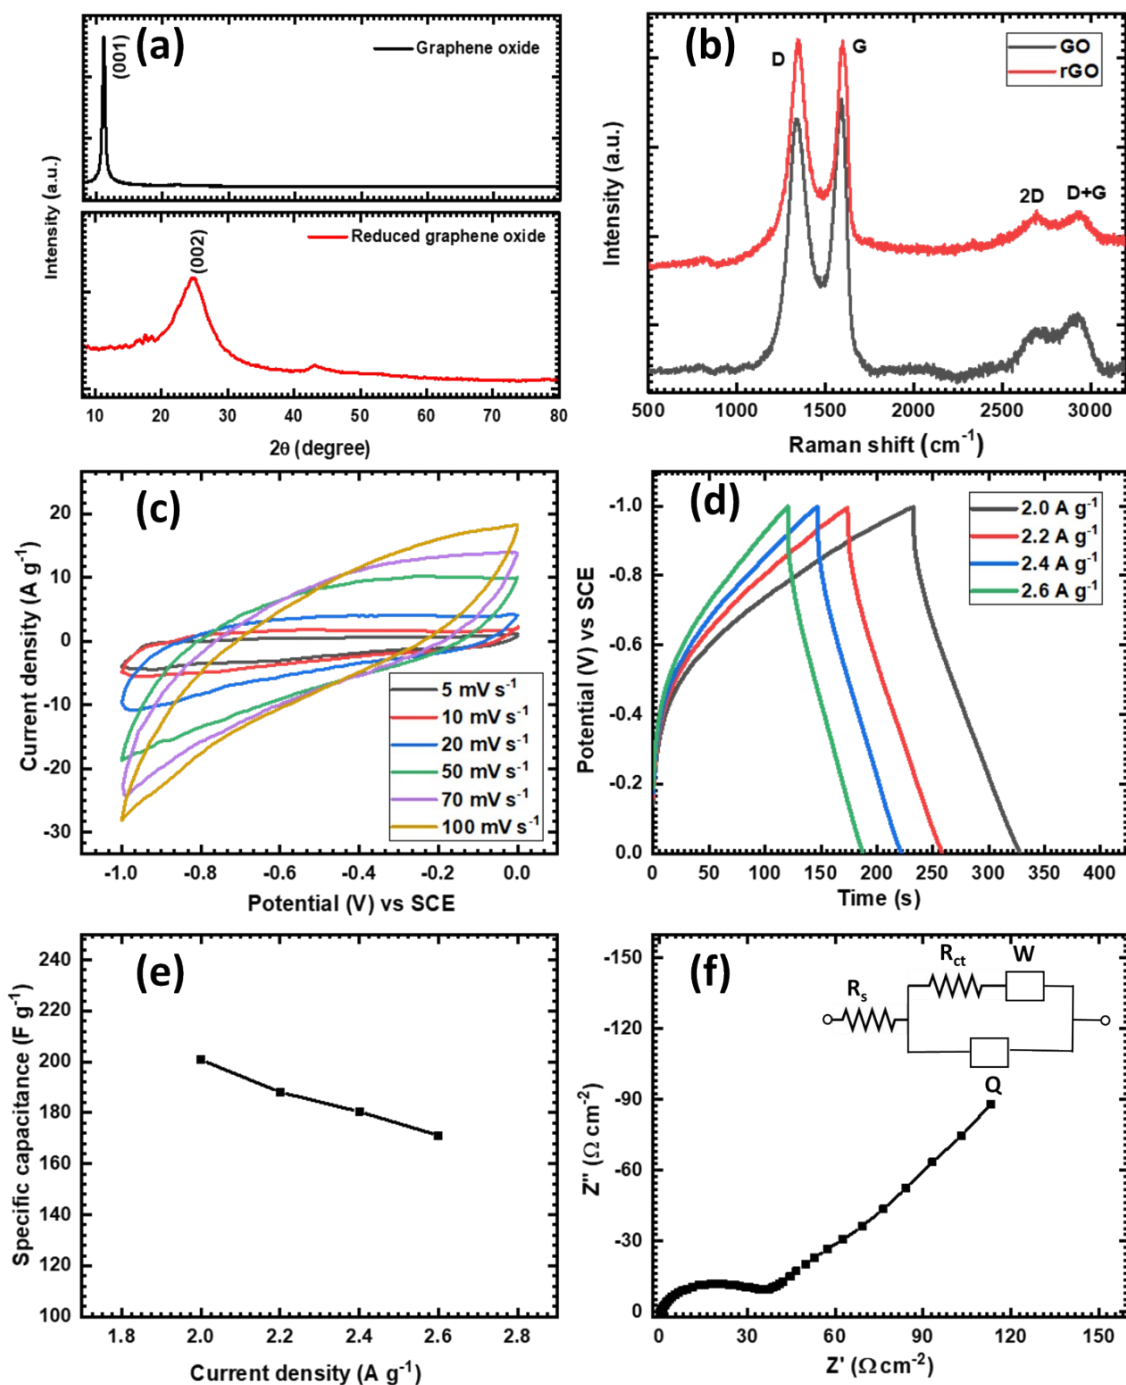 (a)
Graphene oxide
(001)
Reduced graphene oxide
(002)
Intensity (a.u.)
10 20 30 40 50 60 70 80
2θ (degree)
(b)
GO
rGO
D
G
2D
D+G
Intensity (a.u.)
500 1000 1500 2000 2500 3000
Raman shift (cm⁻¹)
(c)
20
10
0
-10
-20
-30
Current density (A g⁻¹)
5 mV s⁻¹
10 mV s⁻¹
20 mV s⁻¹
50 mV s⁻¹
70 mV s⁻¹
100 mV s⁻¹
-1.0 -0.8 -0.6 -0.4 -0.2 0.0
Potential (V) vs SCE
(d)
2.0 A g⁻¹
2.2 A g⁻¹
2.4 A g⁻¹
2.6 A g⁻¹
-1.0
-0.8
-0.6
-0.4
-0.2
0.0
Potential (V) vs SCE
0 50 100 150 200 250 300 350 400
Time (s)
(e)
240
220
200
180
160
140
120
100
Specific capacitance (F g⁻¹)
1.8 2.0 2.2 2.4 2.6 2.8
Current density (A g⁻¹)
(f)
Rct
W
Rs
Q
-150
-120
-90
-60
-30
0
Z'' (Ω cm⁻²)
0 30 60 90 120 150
Z' (Ω cm⁻²)